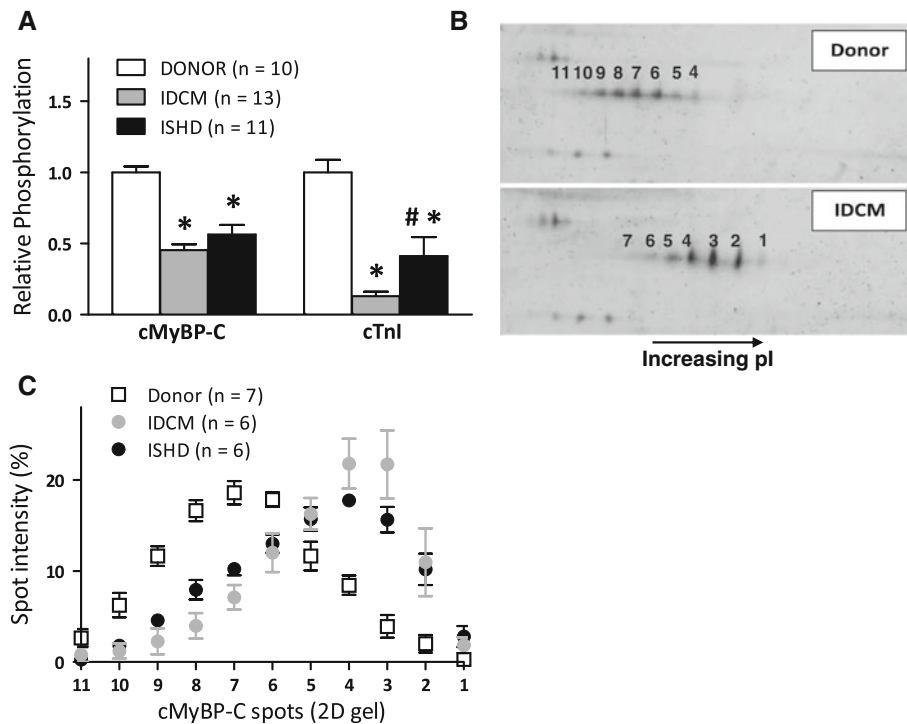 A
Relative Phosphorylation
DONOR (n = 10)
IDCM (n = 13)
ISHD (n = 11)
1.5
1.0
0.5
0.0
*
*
*
# *
cMyBP-C
cTnI
B
Donor
11 10 9 8 7 6 5 4
IDCM
7 6 5 4 3 2 1
Increasing pI
C
Donor (n = 7)
IDCM (n = 6)
ISHD (n = 6)
Spot intensity (%)
20
10
0
11 10 9 8 7 6 5 4 3 2 1
cMyBP-C spots (2D gel)